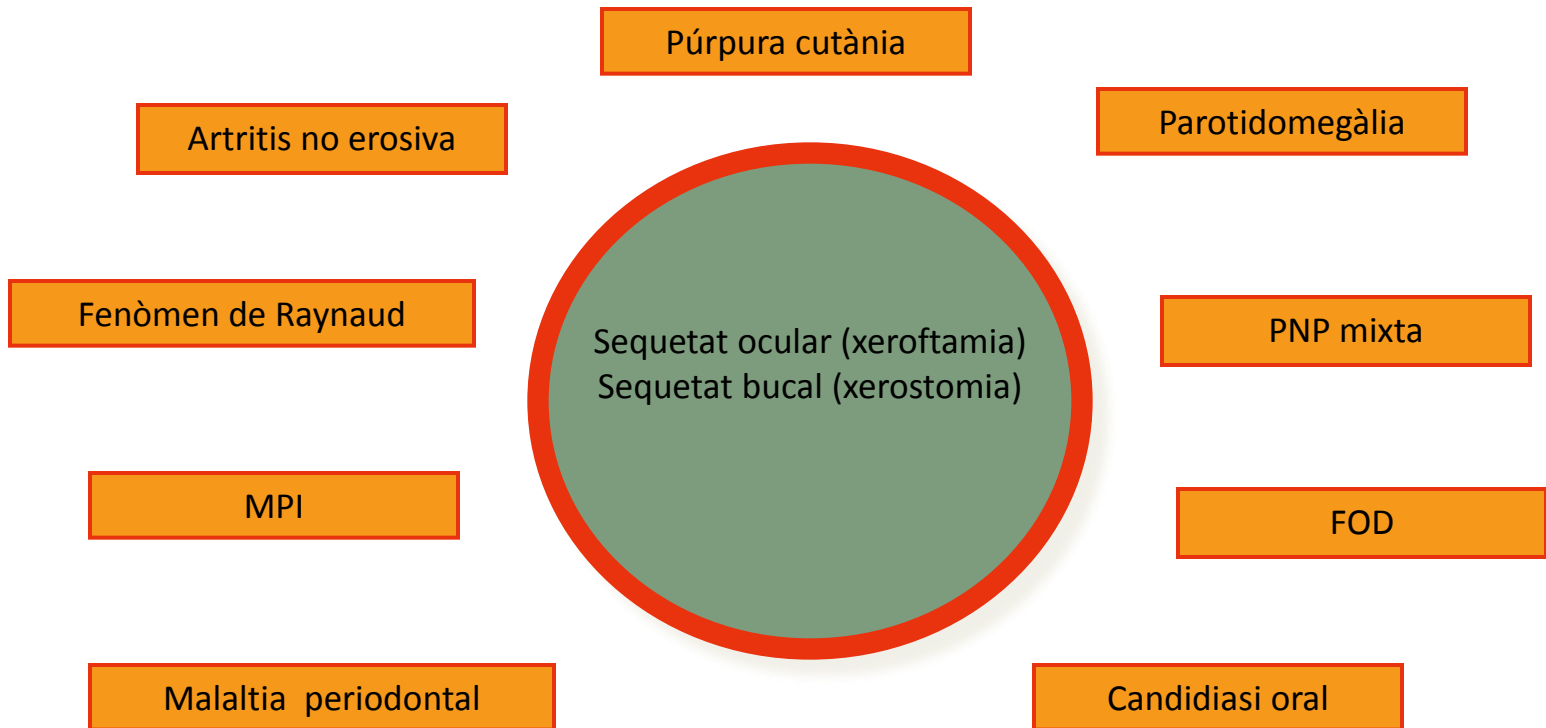 Púrpura cutània
Artritis no erosiva
Parotidomegàlia
Fenòmen de Raynaud
Sequetat ocular (xeroftamia)
Sequetat bucal (xerostomia)
PNP mixta
MPI
FOD
Malaltia periodontal
Candidiasi oral